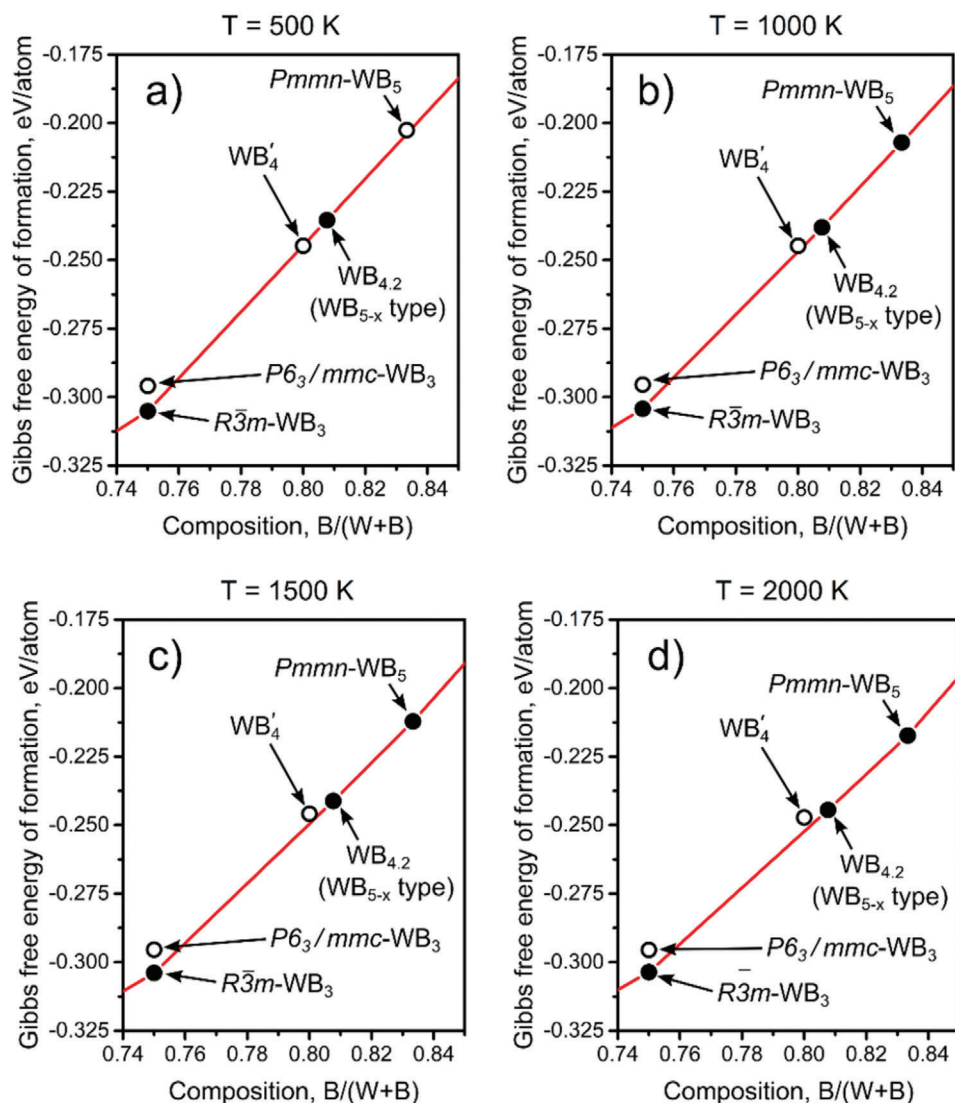 T = 500 K
a)
Pmmn-WB₅
WB₄′
WB₄.₂
(WB₅₋ₓ type)
P6₃/mmc-WB₃
R3̅m-WB₃
-0.175
-0.200
-0.225
-0.250
-0.275
-0.300
-0.325
0.74 0.76 0.78 0.80 0.82 0.84
Gibbs free energy of formation, eV/atom
Composition, B/(W+B)
T = 1000 K
b)
Pmmn-WB₅
WB₄′
WB₄.₂
(WB₅₋ₓ type)
P6₃/mmc-WB₃
R3̅m-WB₃
-0.175
-0.200
-0.225
-0.250
-0.275
-0.300
-0.325
0.74 0.76 0.78 0.80 0.82 0.84
Gibbs free energy of formation, eV/atom
Composition, B/(W+B)
T = 1500 K
c)
Pmmn-WB₅
WB₄′
WB₄.₂
(WB₅₋ₓ type)
P6₃/mmc-WB₃
R3̅m-WB₃
-0.175
-0.200
-0.225
-0.250
-0.275
-0.300
-0.325
0.74 0.76 0.78 0.80 0.82 0.84
Gibbs free energy of formation, eV/atom
Composition, B/(W+B)
T = 2000 K
d)
Pmmn-WB₅
WB₄′
WB₄.₂
(WB₅₋ₓ type)
P6₃/mmc-WB₃
R3̅m-WB₃
-0.175
-0.200
-0.225
-0.250
-0.275
-0.300
-0.325
0.74 0.76 0.78 0.80 0.82 0.84
Gibbs free energy of formation, eV/atom
Composition, B/(W+B)